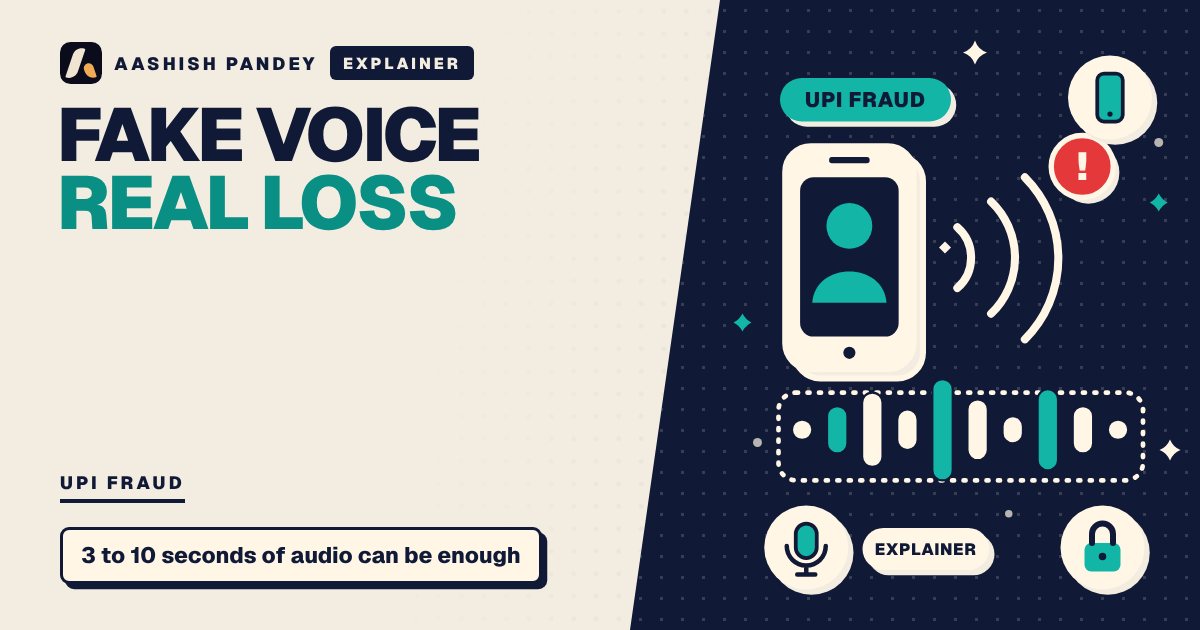 AASHISH PANDEY
EXPLAINER
FAKE VOICE
REAL LOSS
UPI FRAUD
3 to 10 seconds of audio can be enough
UPI FRAUD
!
EXPLAINER